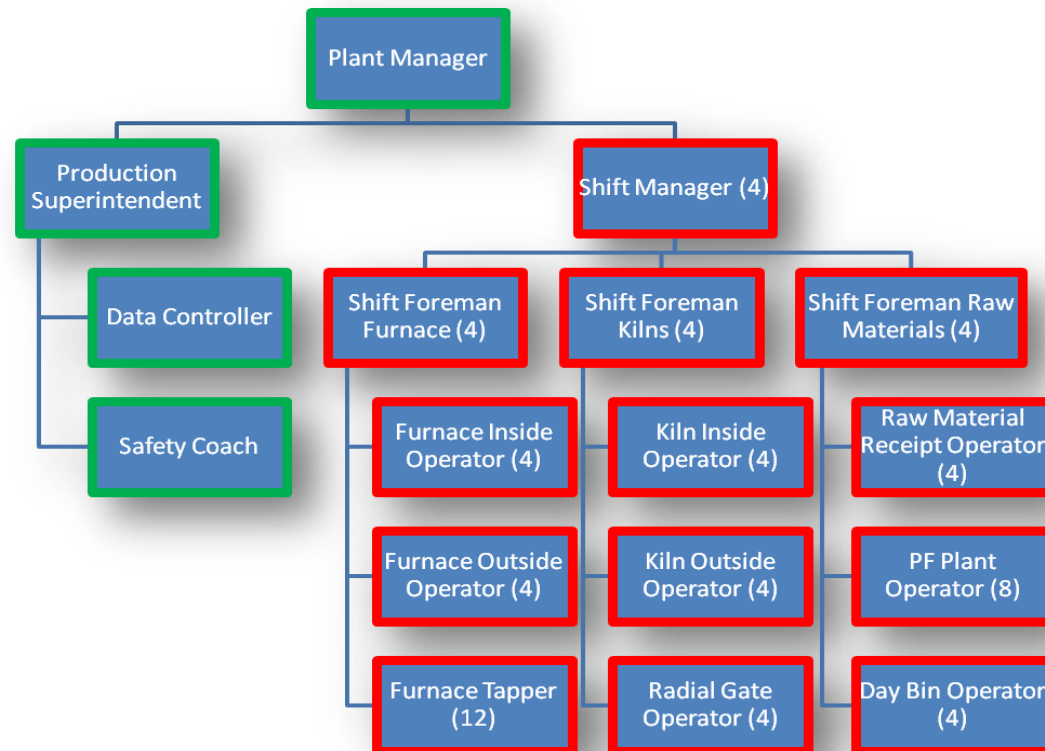 Plant Manager
Production
Superintendent
Shift Manager (4)
Data Controller
Safety Coach
Shift Foreman
Furnace (4)
Furnace Inside
Operator (4)
Furnace Outside
Operator (4)
Furnace Tapper
(12)
Shift Foreman
Kilns (4)
Kiln Inside
Operator (4)
Kiln Outside
Operator (4)
Radial Gate
Operator (4)
Shift Foreman Raw
Materials (4)
Raw Material
Receipt Operator
(4)
PF Plant
Operator (8)
Day Bin Operator
(4)